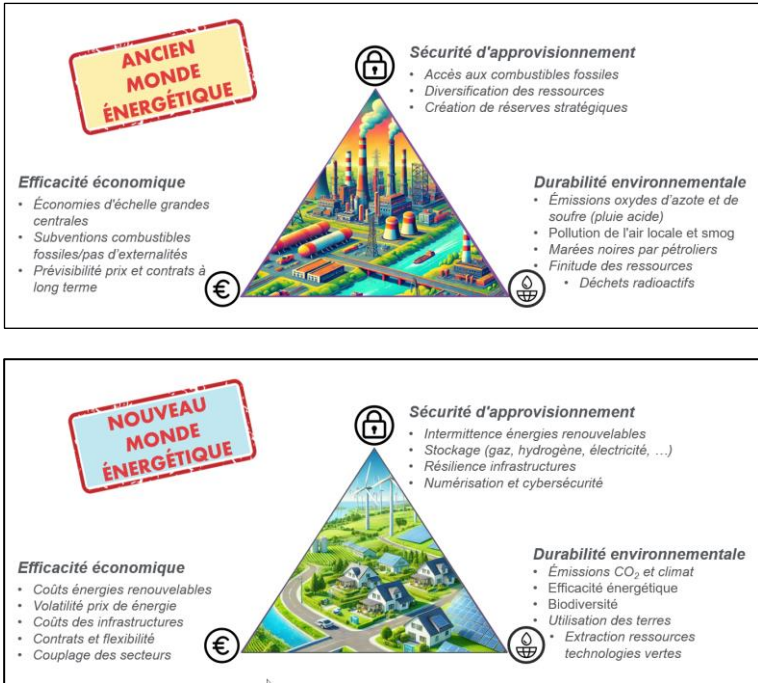 ANCIEN
MONDE
ÉNERGÉTIQUE
Sécurité d'approvisionnement
• Accès aux combustibles fossiles
• Diversification des ressources
• Création de réserves stratégiques
Efficacité économique
• Économies d'échelle grandes
centrales
• Subventions combustibles
fossiles/pas d'externalités
• Prévisibilité prix et contrats à
long terme
€
Durabilité environnementale
• Émissions oxydes d'azote et de
soufre (pluie acide)
• Pollution de l'air locale et smog
• Marées noires par pétroliers
• Finitude des ressources
• Déchets radioactifs
NOUVEAU
MONDE
ÉNERGÉTIQUE
Sécurité d'approvisionnement
• Intermittence énergies renouvelables
• Stockage (gaz, hydrogène, électricité, …)
• Résilience infrastructures
• Numérisation et cybersécurité
Efficacité économique
• Coûts énergies renouvelables
• Volatilité prix de énergie
• Coûts des infrastructures
• Contrats et flexibilité
• Couplage des secteurs
€
Durabilité environnementale
• Émissions CO₂ et climat
• Efficacité énergétique
• Biodiversité
• Utilisation des terres
• Extraction ressources
technologies vertes